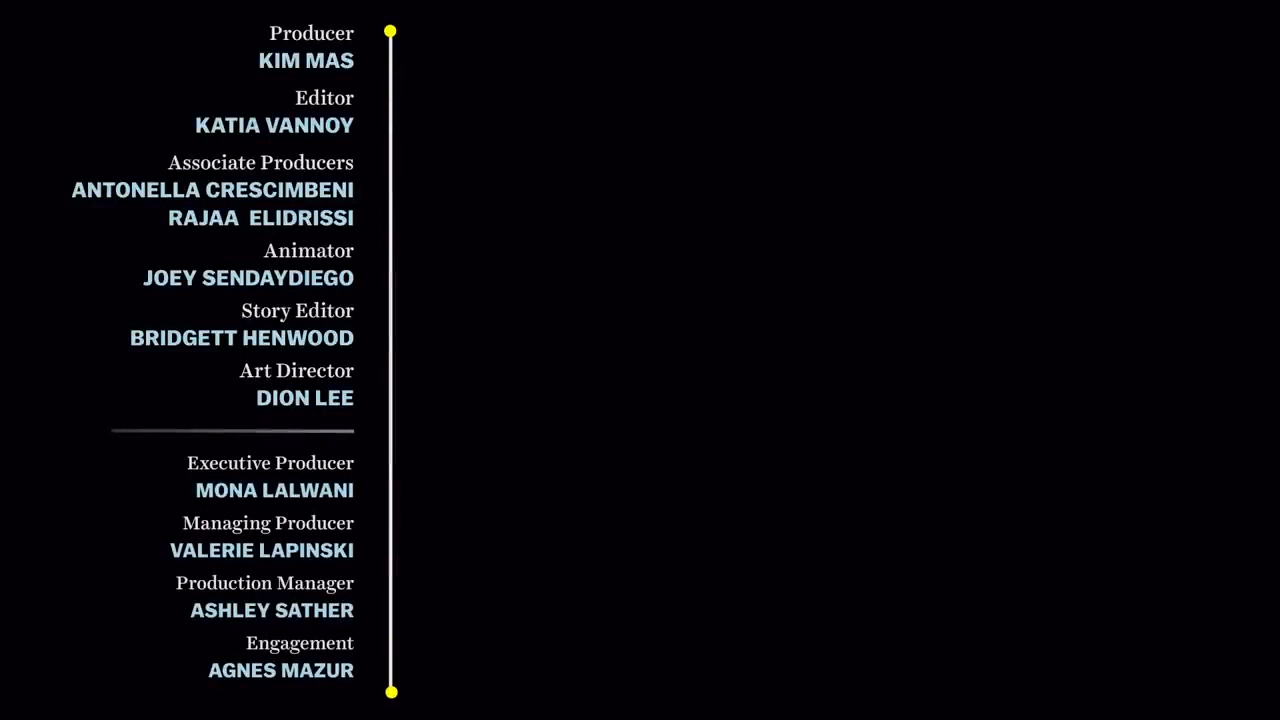 Producer
KIM MAS
Editor
KATIA VANNOY
Associate Producers
ANTONELLA CRESCIMBENI
RAJAA ELIDRISSI
Animator
JOEY SENDAYDIEGO
Story Editor
BRIDGETT HENWOOD
Art Director
DION LEE
Executive Producer
MONA LALWANI
Managing Producer
VALERIE LAPINSKI
Production Manager
ASHLEY SATHER
Engagement
AGNES MAZUR